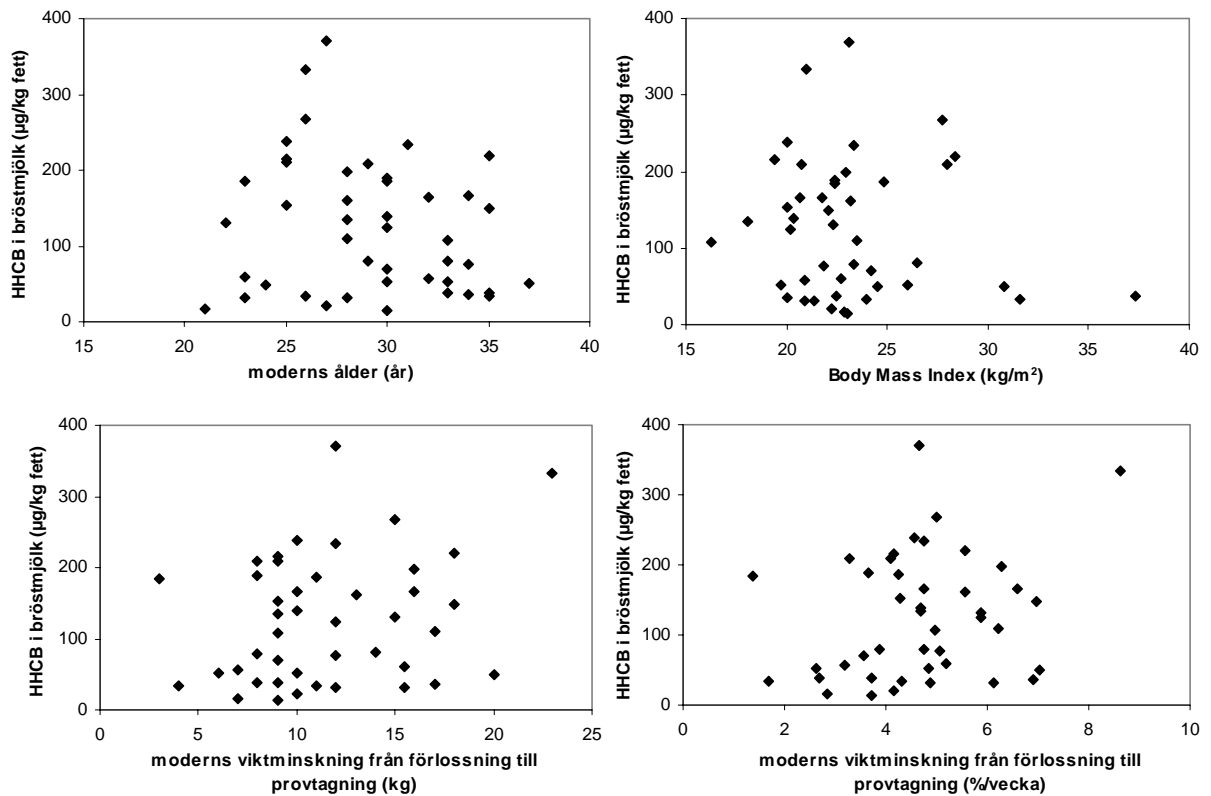 HHCB i bröstmjölk (µg/kg fett)
400
300
200
100
0
15 20 25 30 35 40
moderns ålder (år)
HHCB i bröstmjölk (µg/kg fett)
400
300
200
100
0
15 20 25 30 35 40
Body Mass Index (kg/m²)
HHCB i bröstmjölk (µg/kg fett)
400
300
200
100
0
0 5 10 15 20 25
moderns viktminskning från förlossning till
provtagning (kg)
HHCB i bröstmjölk (µg/kg fett)
400
300
200
100
0
0 2 4 6 8 10
moderns viktminskning från förlossning till
provtagning (%/vecka)